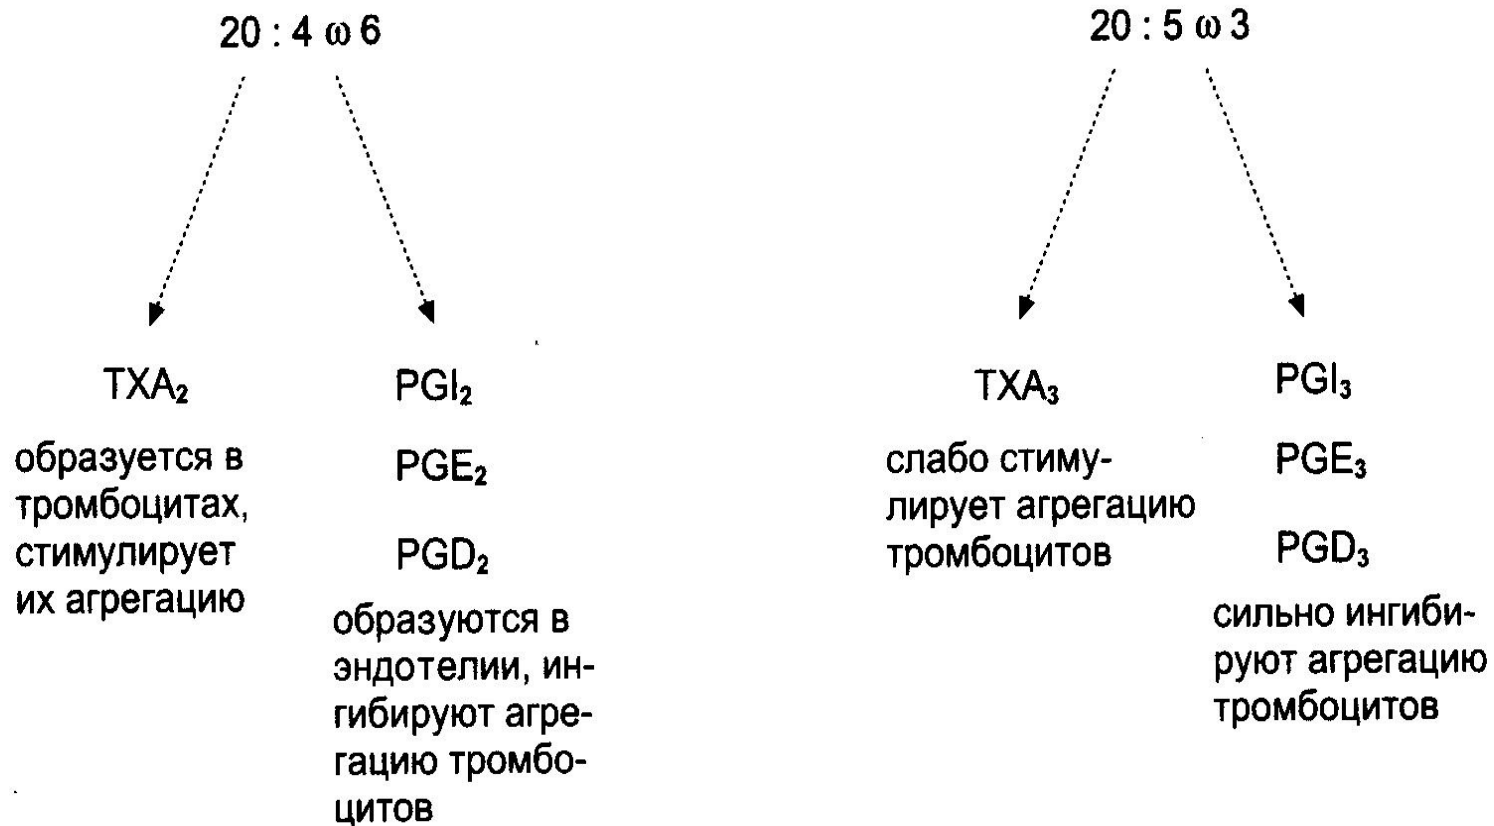 20 : 4 ω 6
TXA₂
образуется в
тромбоцитах,
стимулирует
их агрегацию
PGI₂
PGE₂
PGD₂
образуются в
эндотелии, ин-
гибируют агре-
гацию тромбо-
цитов
20 : 5 ω 3
TXA₃
слабо стиму-
лирует агрегацию
тромбоцитов
PGI₃
PGE₃
PGD₃
сильно ингиби-
руют агрегацию
тромбоцитов